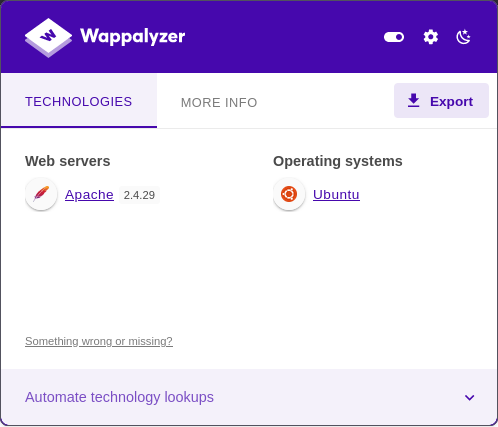 Wappalyzer
TECHNOLOGIES
MORE INFO
Export
Web servers
Apache 2.4.29
Operating systems
Ubuntu
Something wrong or missing?
Automate technology lookups